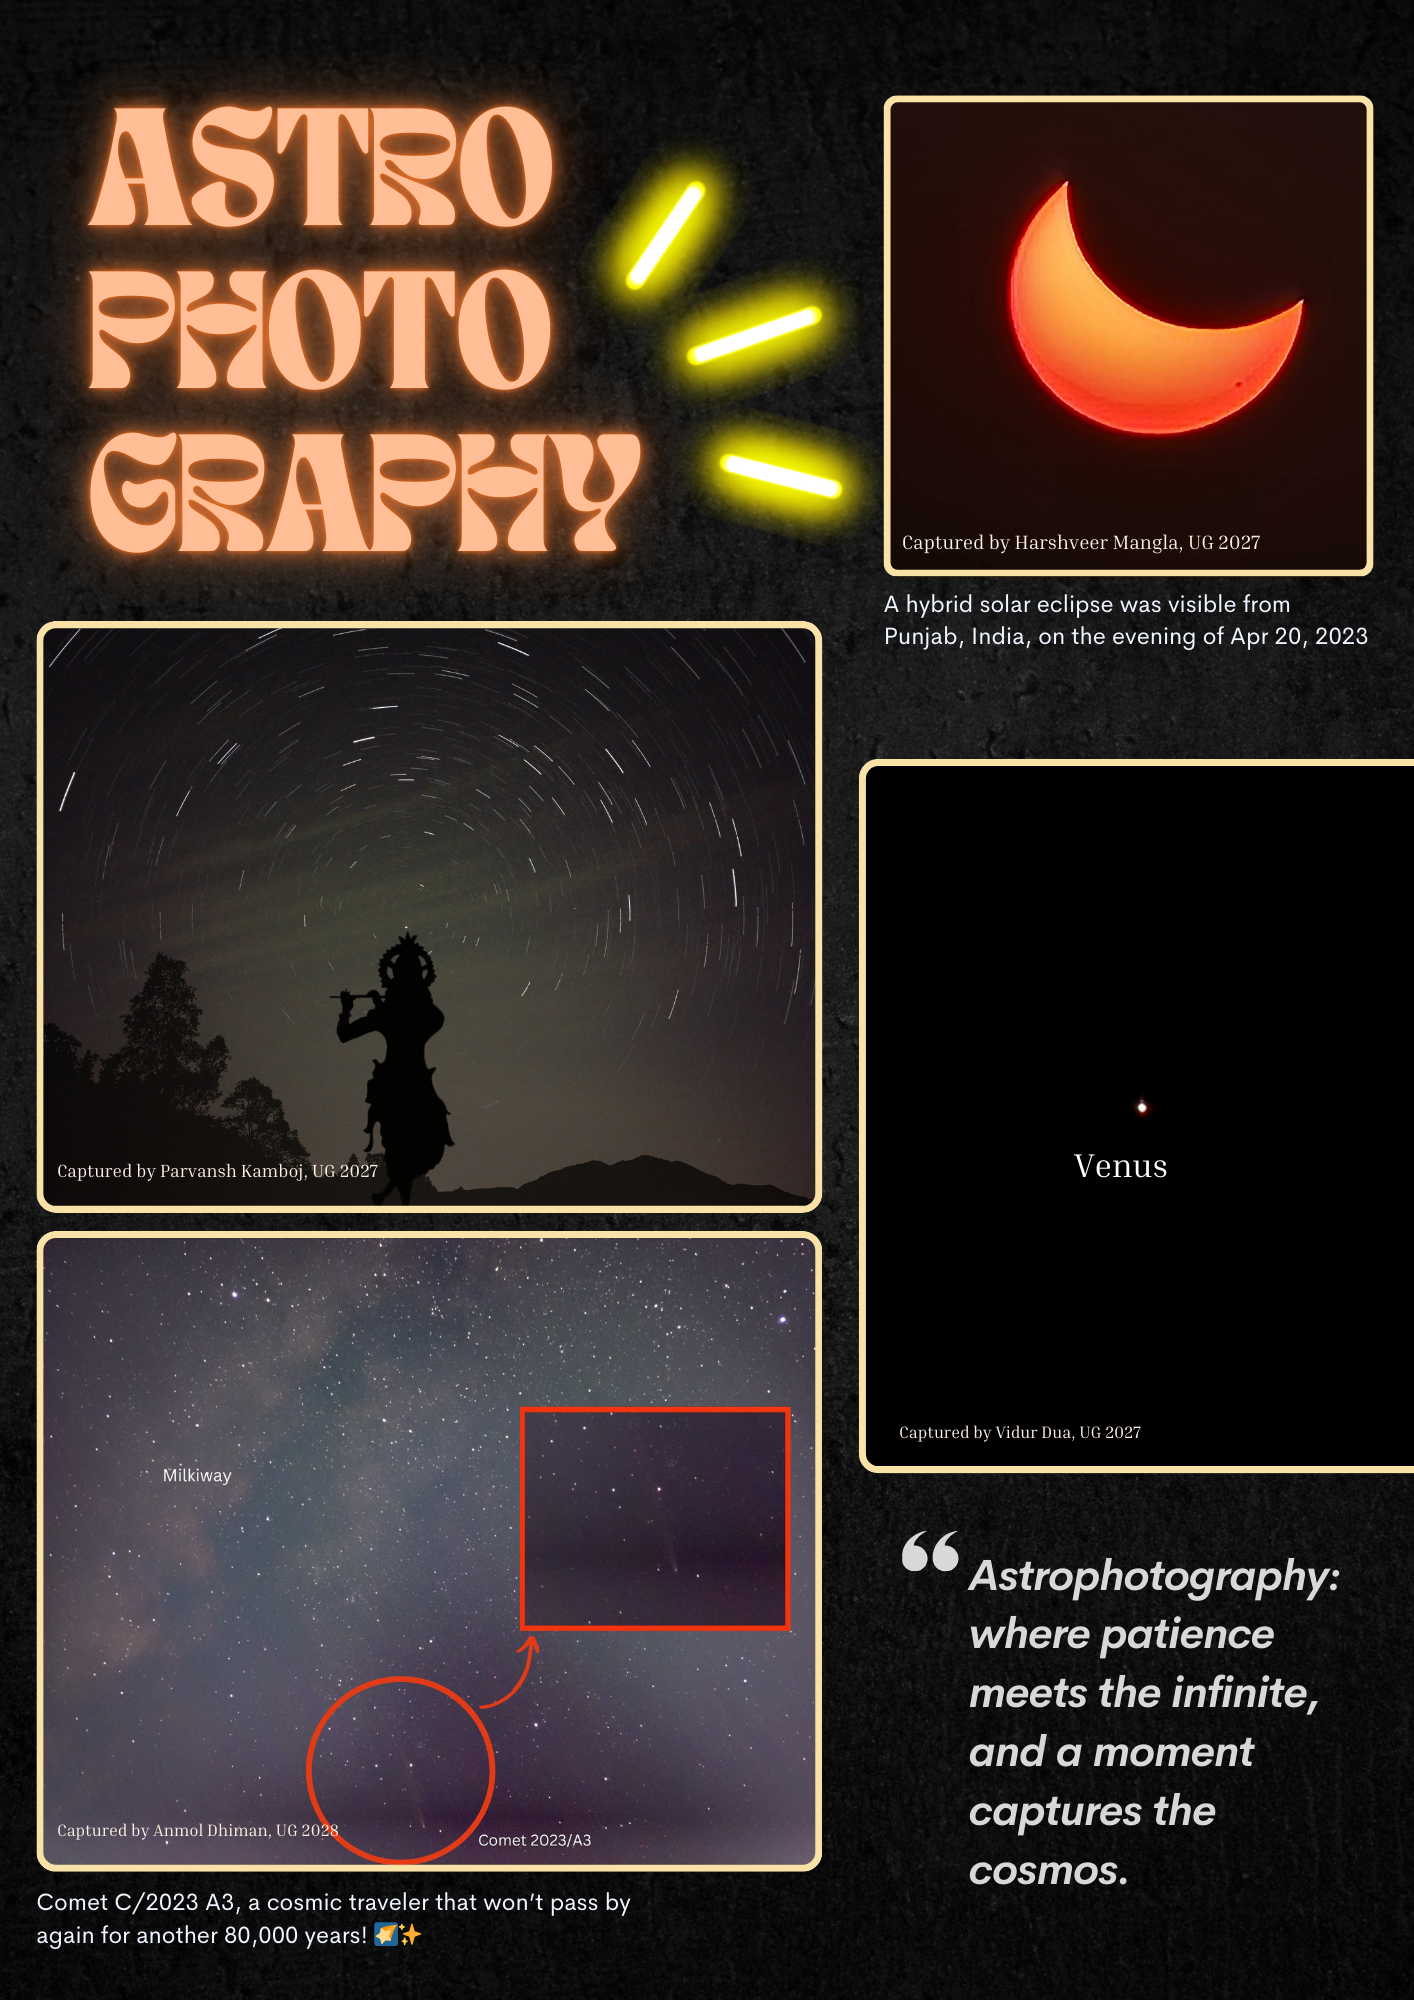 ASTRO
PHOTO
GRAPHY
Captured by Harshveer Mangla, UG 2027
A hybrid solar eclipse was visible from
Punjab, India, on the evening of Apr 20, 2023
Captured by Parvansh Kamboj, UG 2027
Venus
Captured by Vidur Dua, UG 2027
Milkiway
Captured by Anmol Dhiman, UG 2028
Comet 2023/A3
Comet C/2023 A3, a cosmic traveler that won’t pass by
again for another 80,000 years! 🌠✨
“Astrophotography:
where patience
meets the infinite,
and a moment
captures the
cosmos.